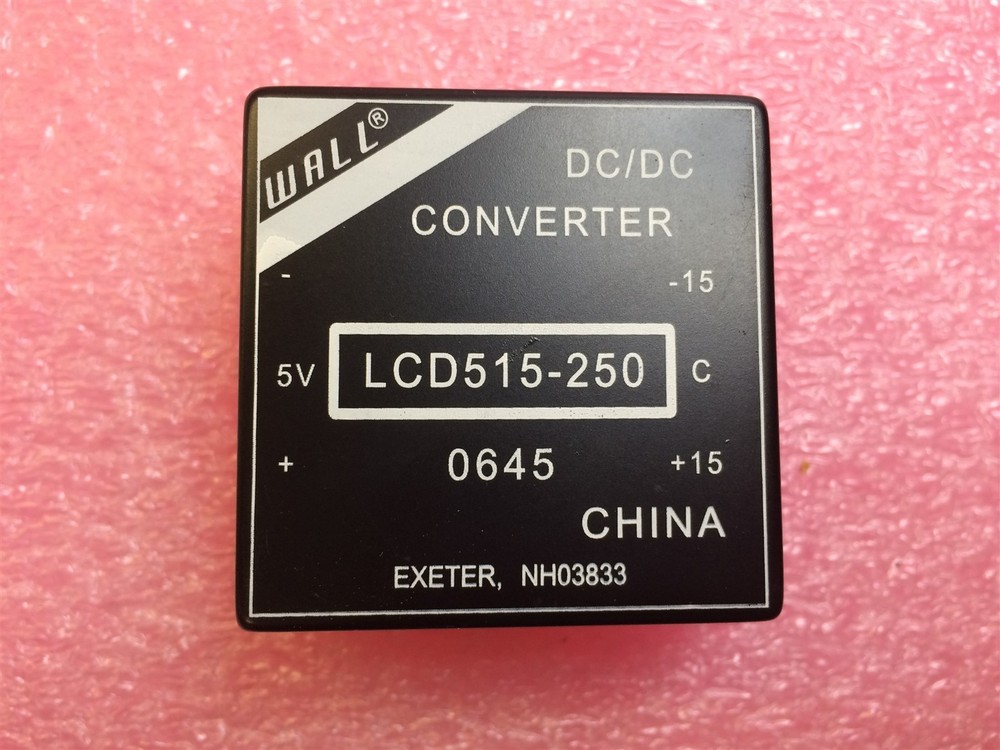 WALL®
DC/DC
CONVERTER
- -15
5V LCD515-250 C
+ 0645 +15
CHINA
EXETER, NH03833